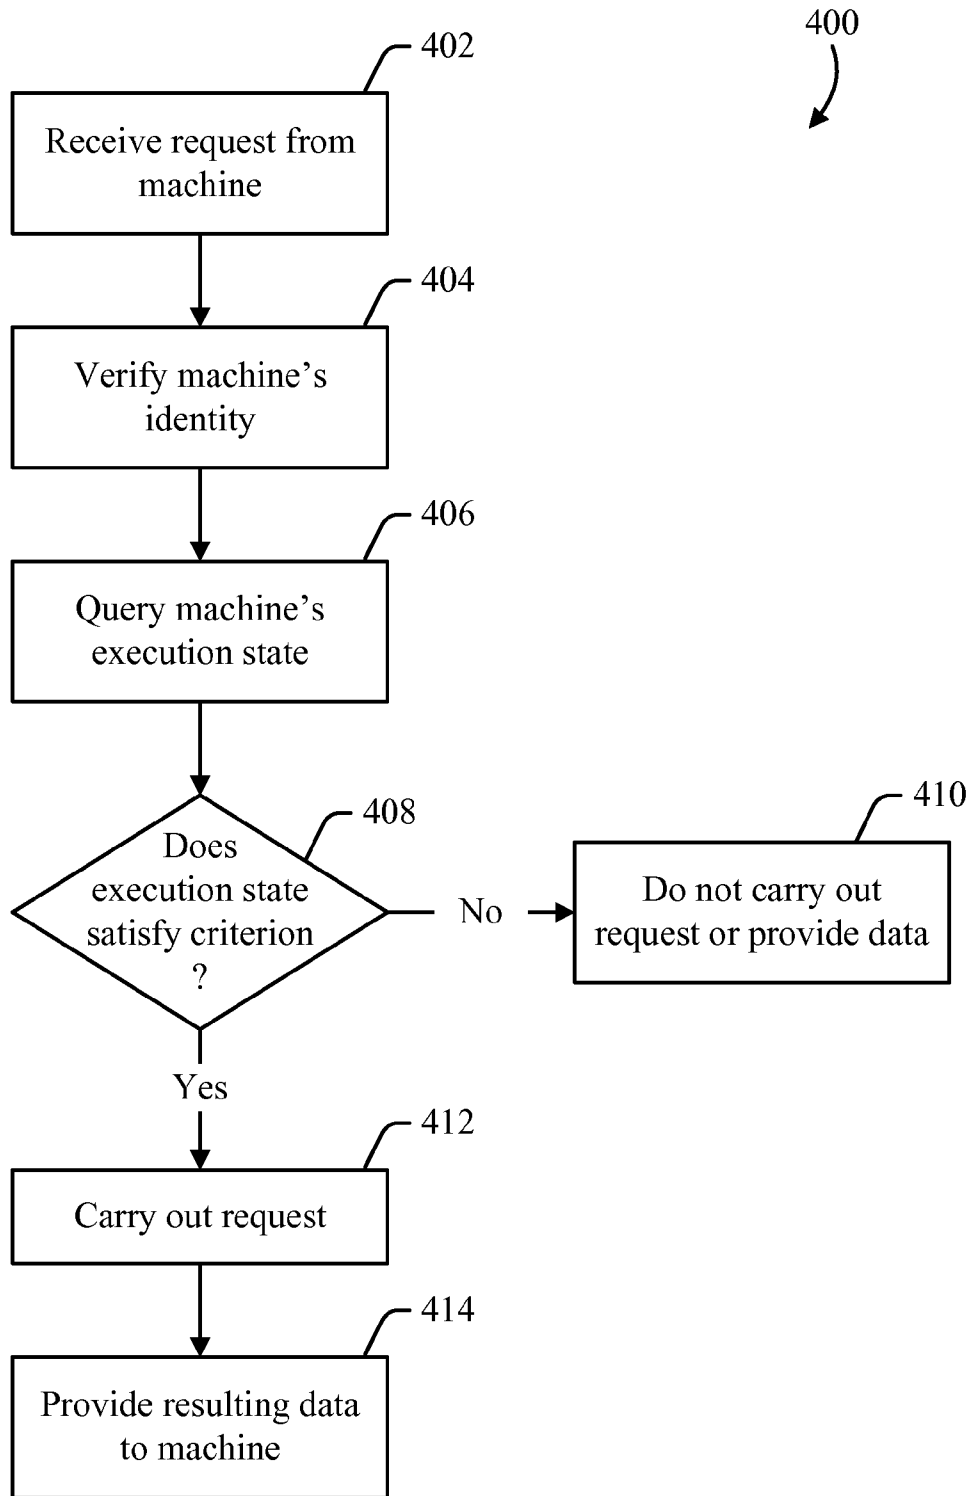 400
402
Receive request from
machine
404
Verify machine's
identity
406
Query machine's
execution state
408
Does
execution state
satisfy criterion
?
No
410
Do not carry out
request or provide data
Yes
412
Carry out request
414
Provide resulting data
to machine